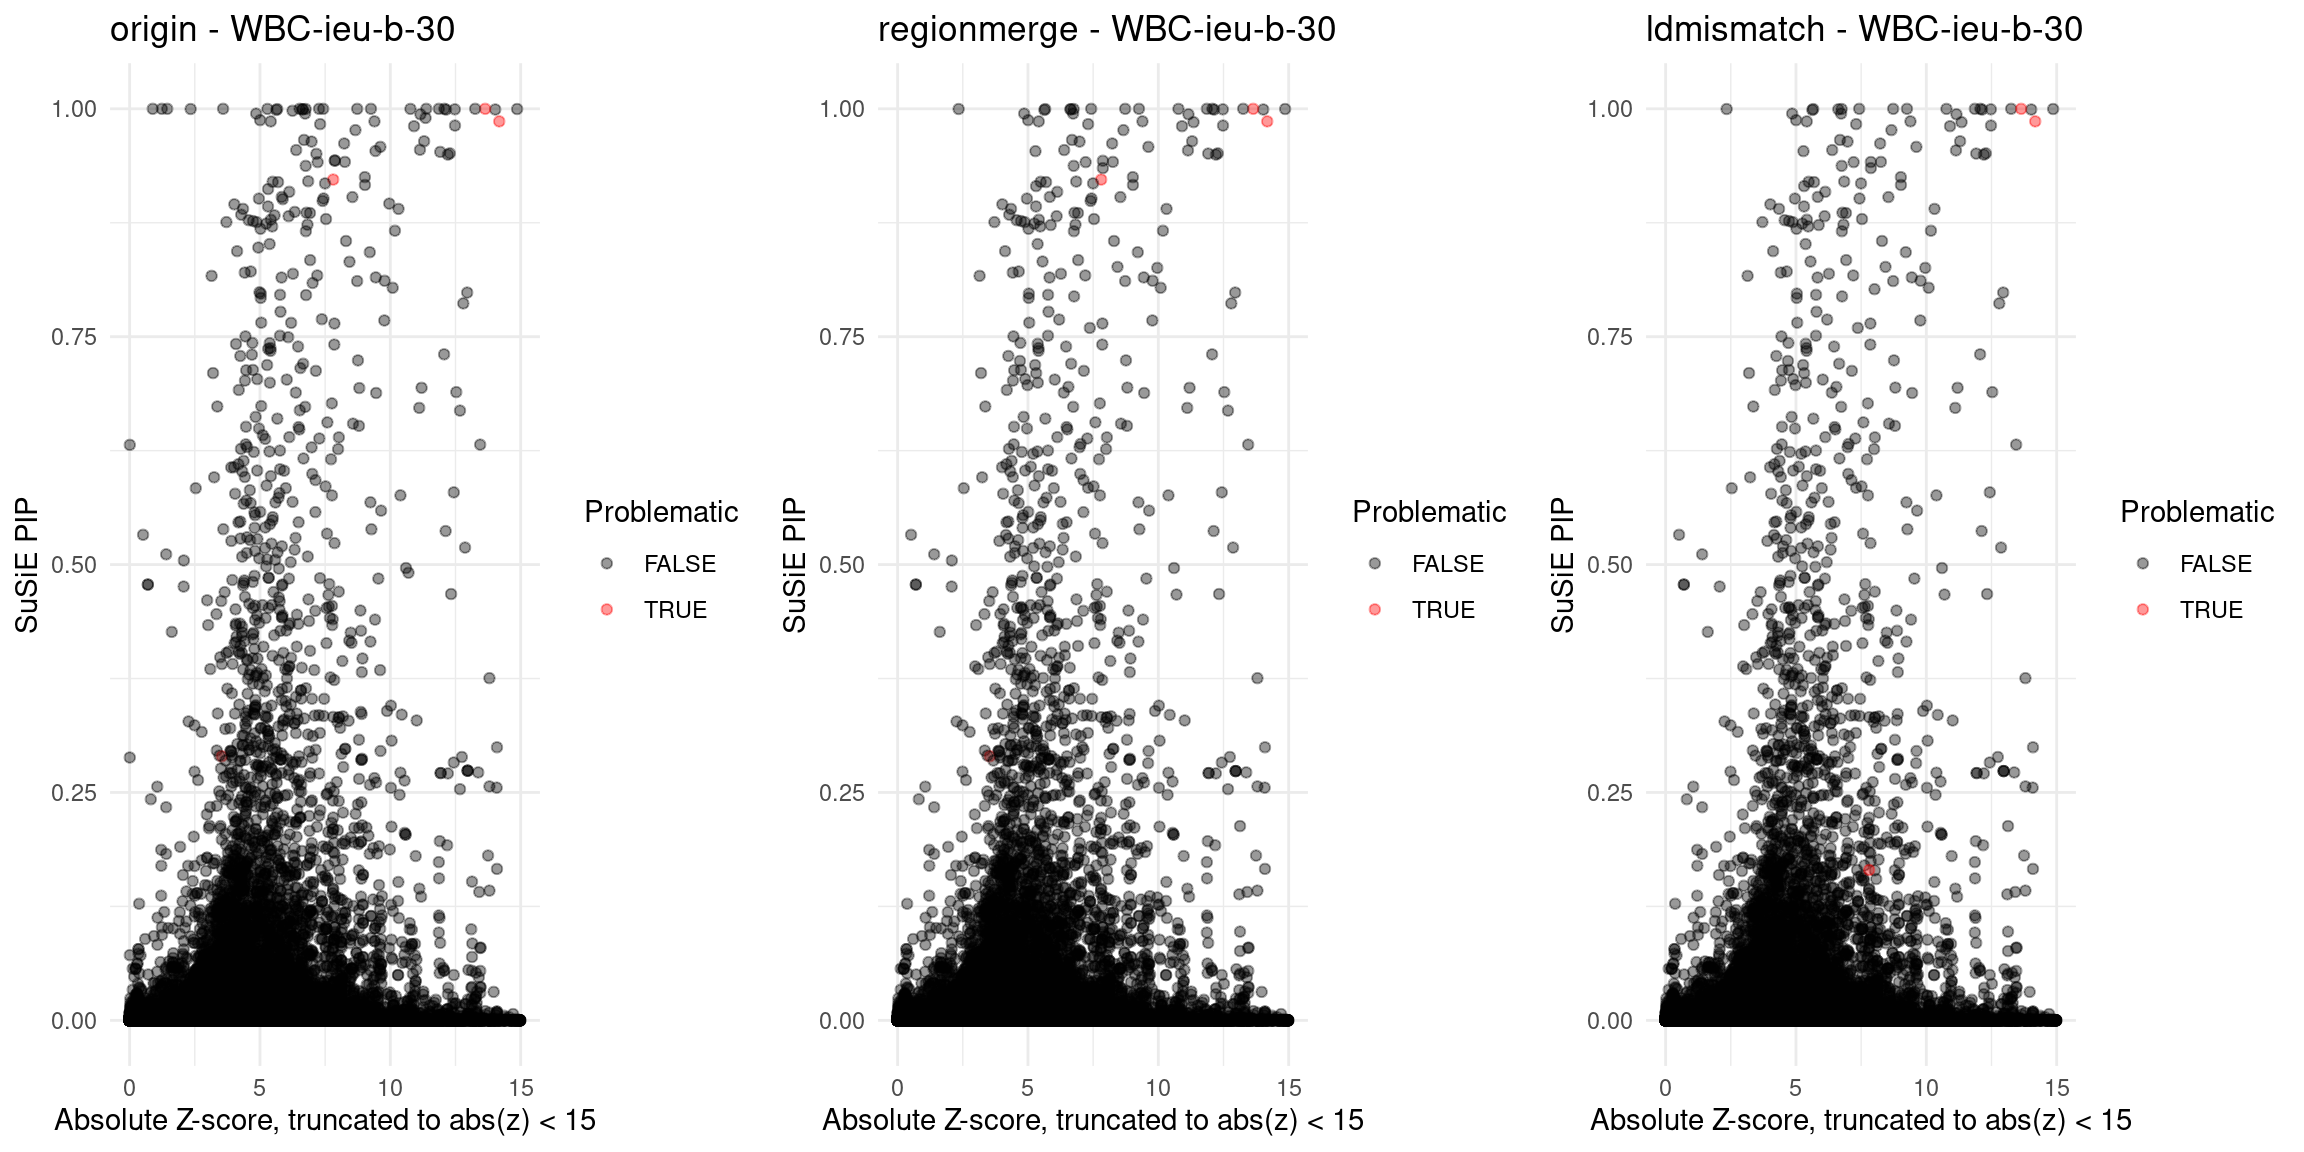 origin - WBC-ieu-b-30
SuSiE PIP
1.00
0.75
0.50
0.25
0.00
0 5 10 15
Absolute Z-score, truncated to abs(z) < 15
Problematic
FALSE
TRUE
regionmerge - WBC-ieu-b-30
SuSiE PIP
1.00
0.75
0.50
0.25
0.00
0 5 10 15
Absolute Z-score, truncated to abs(z) < 15
Problematic
FALSE
TRUE
ldmismatch - WBC-ieu-b-30
SuSiE PIP
1.00
0.75
0.50
0.25
0.00
0 5 10 15
Absolute Z-score, truncated to abs(z) < 15
Problematic
FALSE
TRUE